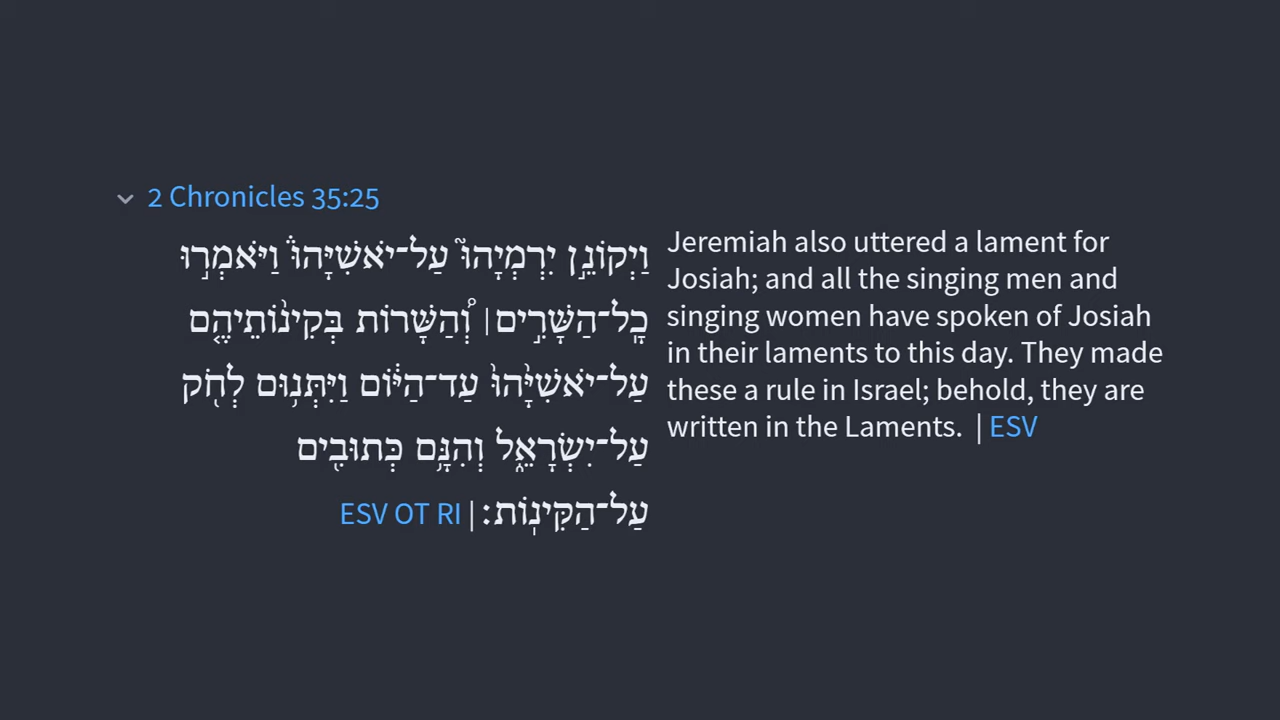 2 Chronicles 35:25
וַיְקוֹנֵ֣ן יִרְמְיָהוּ֮ עַל־יֹאשִׁיָּהוּ֒ וַיֹּאמְר֣וּ
כָֽל־הַשָּׁרִ֣ים׀ וְ֠הַשָּׁרוֹת בְּקִינ֨וֹתֵיהֶ֤ם
עַל־יֹאשִׁיָּ֙הוּ֙ עַד־הַיּ֔וֹם וַיִּתְּנ֥וּם לְחֹ֖ק
עַל־יִשְׂרָאֵ֑ל וְהִנָּ֥ם כְּתוּבִ֖ים
עַל־הַקִּינֽוֹת׃ | ESV OT RI
Jeremiah also uttered a lament for
Josiah; and all the singing men and
singing women have spoken of Josiah
in their laments to this day. They made
these a rule in Israel; behold, they are
written in the Laments. | ESV